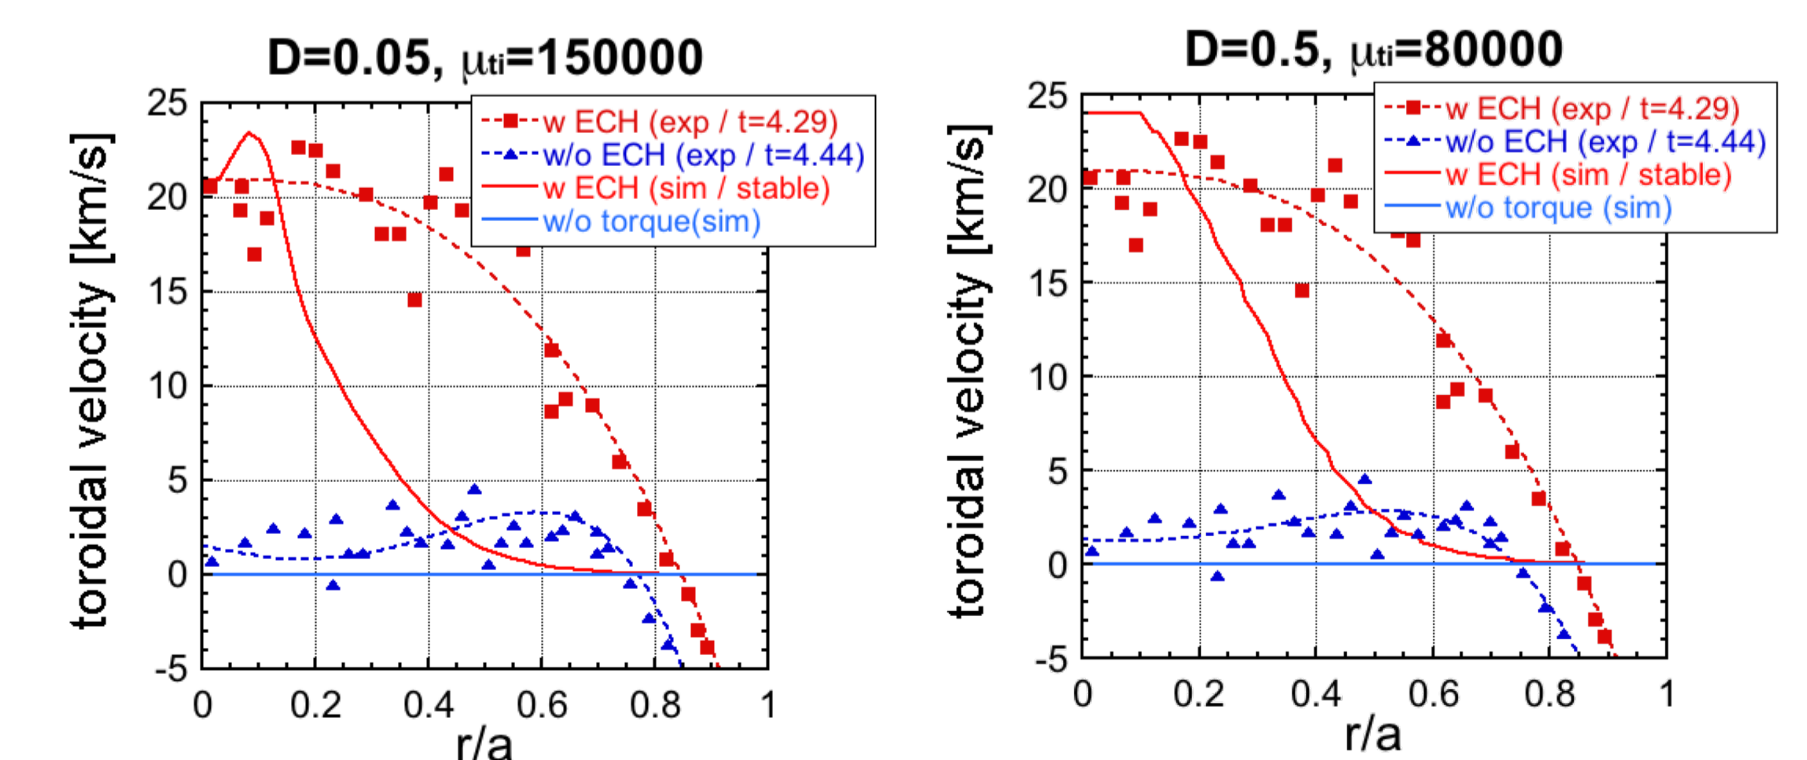 D=0.05, μti=150000
25
20
15
10
5
0
-5
0 0.2 0.4 0.6 0.8 1
r/a
toroidal velocity [km/s]
w ECH (exp / t=4.29)
w/o ECH (exp / t=4.44)
w ECH (sim / stable)
w/o torque(sim)
D=0.5, μti=80000
25
20
15
10
5
0
-5
0 0.2 0.4 0.6 0.8 1
r/a
toroidal velocity [km/s]
w ECH (exp / t=4.29)
w/o ECH (exp / t=4.44)
w ECH (sim / stable)
w/o torque (sim)